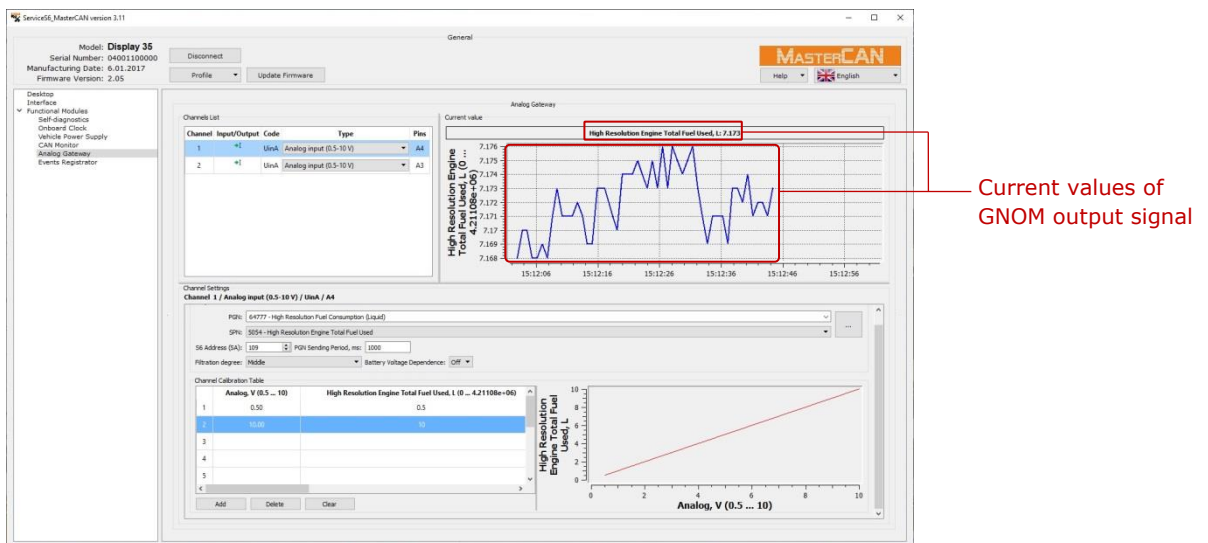 ServiceS6_MasterCAN version 3.11
General
Model: Display 35
Serial Number: 04001100000
Manufacturing Date: 6.01.2017
Firmware Version: 2.05
Disconnect
Profile
Update Firmware
MASTERCAN
Help
English
Desktop
Interface
Functional Modules
Self-diagnostics
Onboard Clock
Vehicle Power Supply
CAN Monitor
Analog Gateway
Events Registrator
Analog Gateway
Channels List
Channel Input/Output Code Type Pins
1 UinA Analog input (0.5-10 V) A4
2 UinA Analog input (0.5-10 V) A3
Current value
High Resolution Engine Total Fuel Used, L: 7.173
High Resolution Engine
Total Fuel Used, L (0 ...
4.21108e+06)
7.176
7.175
7.174
7.173
7.172
7.171
7.17
7.169
7.168
15:12:06 15:12:16 15:12:26 15:12:36 15:12:46 15:12:56
Current values of
GNOM output signal
Channel Settings
Channel 1 / Analog input (0.5-10 V) / UinA / A4
PGN: 64777 - High Resolution Fuel Consumption (Liquid)
...
SPN: 5054 - High Resolution Engine Total Fuel Used
S6 Address (SA): 109 PGN Sending Period, ms: 1000
Filtration degree: Middle Battery Voltage Dependence: Off
Channel Calibration Table
Analog, V (0.5 ... 10) High Resolution Engine Total Fuel Used, L (0 ... 4.21108e+06)
1 0.50 0.5
2 10.00 10
3
4
5
Add Delete Clear
High Resolution
Engine Total Fuel
Used, L
10
8
6
4
2
0
0 2 4 6 8 10
Analog, V (0.5 ... 10)